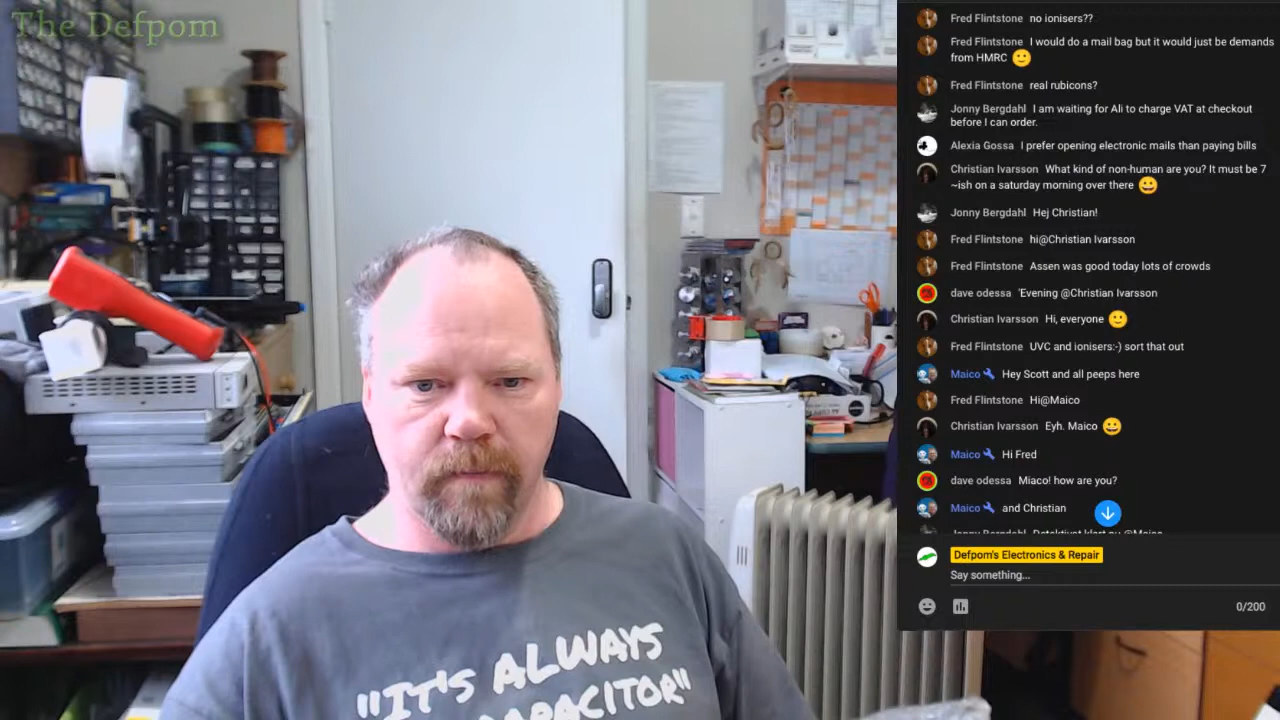 The Defpom
"IT'S ALWAYS
CAPACITOR"
Fred Flintstone no ionisers??
Fred Flintstone I would do a mail bag but it would just be demands
from HMRC
Fred Flintstone real rubicons?
Jonny Bergdahl I am waiting for Ali to charge VAT at checkout
before I can order.
Alexia Gossa I prefer opening electronic mails than paying bills
Christian Ivarsson What kind of non-human are you? It must be 7
~ish on a saturday morning over there
Jonny Bergdahl Hej Christian!
Fred Flintstone hi@Christian Ivarsson
Fred Flintstone Assen was good today lots of crowds
dave odessa 'Evening @Christian Ivarsson
Christian Ivarsson Hi, everyone
Fred Flintstone UVC and ionisers:-) sort that out
Maico Hey Scott and all peeps here
Fred Flintstone Hi@Maico
Christian Ivarsson Eyh. Maico
Maico Hi Fred
dave odessa Miaco! how are you?
Maico and Christian
Jonny Bergdahl @Maico
Defpom's Electronics & Repair
Say something...
0/200